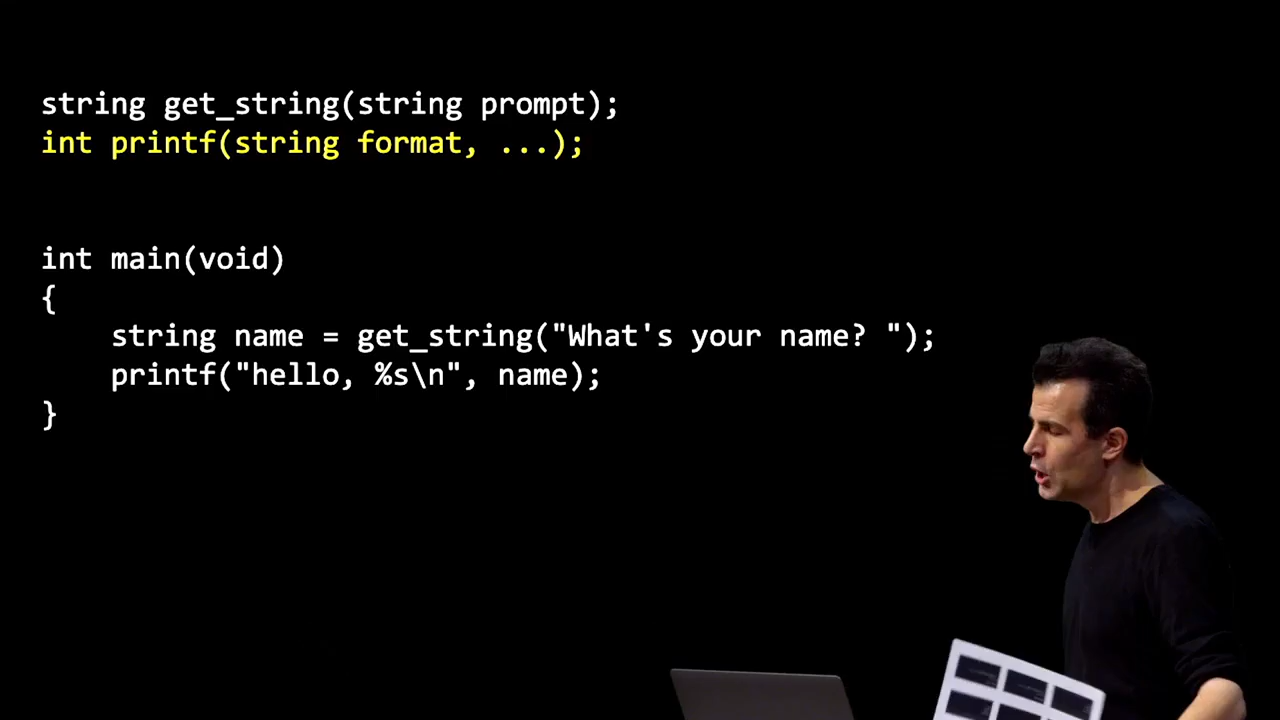 string get_string(string prompt);
int printf(string format, ...);
int main(void)
{
    string name = get_string("What's your name? ");
    printf("hello, %s\n", name);
}